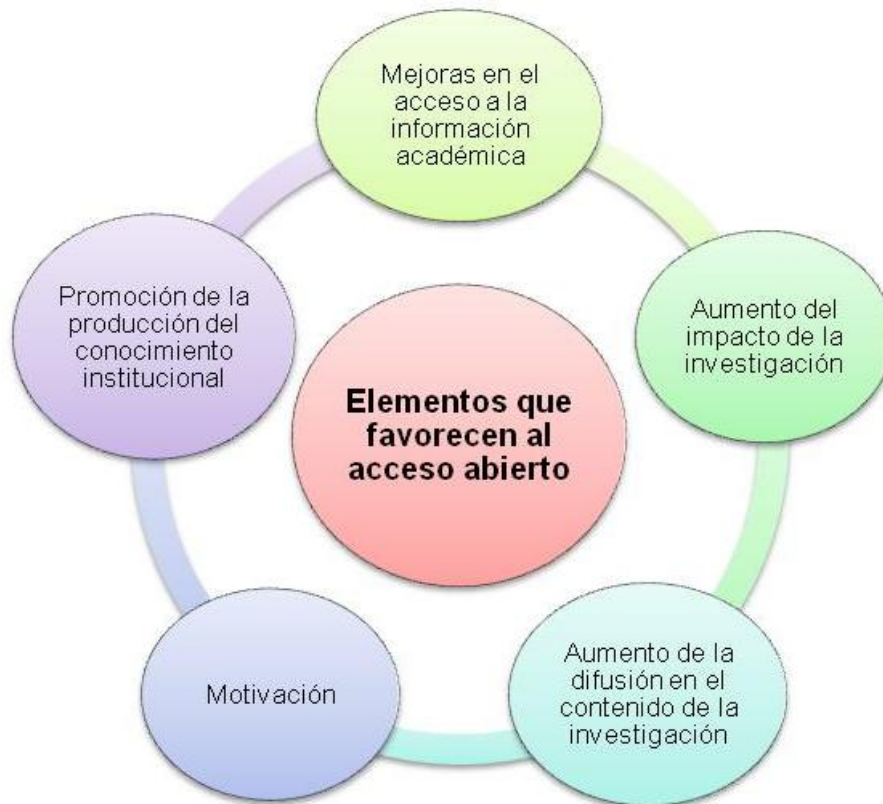 Mejoras en el
acceso a la
información
académica
Aumento del
impacto de la
investigación
Aumento de la
difusión en el
contenido de la
investigación
Motivación
Promoción de la
producción del
conocimiento
institucional
Elementos que
favorecen al
acceso abierto